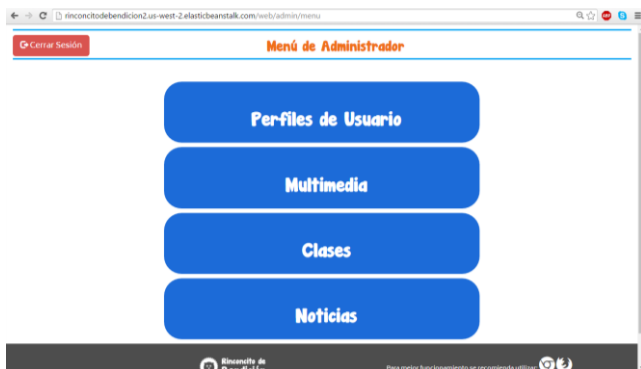 rinconcitodebendicion2.us-west-2.elasticbeanstalk.com/web/admin/menu
Cerrar Sesión
Menú de Administrador
Perfiles de Usuario
Multimedia
Clases
Noticias
Rinconcito de
Bendición
Para mejor funcionamiento se recomienda utilizar: